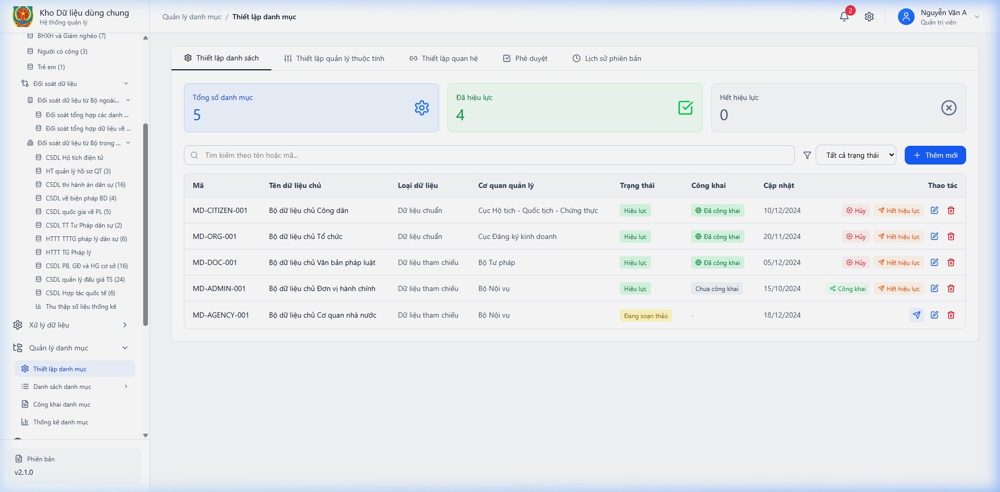 Kho Dữ liệu dùng chung
Hệ thống quản lý
BHXH và Giảm nghèo (7)
Người có công (3)
Trẻ em (1)
Đối soát dữ liệu
Đối soát dữ liệu từ Bộ ngoài...
Đối soát tổng hợp các danh ...
Đối soát tổng hợp dữ liệu về ...
Đối soát dữ liệu từ Bộ trong ...
CSDL Hộ tịch điện tử
HT quản lý hồ sơ QT (3)
CSDL thi hành án dân sự (16)
CSDL về biện pháp BD (4)
CSDL quốc gia về PL (5)
CSDL TT Tư Pháp dân sự (2)
HTTT TTTG pháp lý dân sự (6)
HTTT TG Pháp lý
CSDL PB, GĐ và HG cơ sở (16)
CSDL quản lý đấu giá TS (24)
CSDL Hợp tác quốc tế (6)
Thu thập số liệu thống kê
Xử lý dữ liệu
Quản lý danh mục
Thiết lập danh mục
Danh sách danh mục
Công khai danh mục
Thống kê danh mục
Phiên bản
v2.1.0
Quản lý danh mục / Thiết lập danh mục
2
Nguyễn Văn A
Quản trị viên
Thiết lập danh sách Thiết lập quản lý thuộc tính Thiết lập quan hệ Phê duyệt Lịch sử phiên bản
Tổng số danh mục
5
Đã hiệu lực
4
Hết hiệu lực
0
Tìm kiếm theo tên hoặc mã...
Tất cả trạng thái
Thêm mới
Mã Tên dữ liệu chủ Loại dữ liệu Cơ quan quản lý Trạng thái Công khai Cập nhật Thao tác
MD-CITIZEN-001 Bộ dữ liệu chủ Công dân Dữ liệu chuẩn Cục Hộ tịch - Quốc tịch - Chứng thực Hiệu lực Đã công khai 10/12/2024 Hủy Hết hiệu lực
MD-ORG-001 Bộ dữ liệu chủ Tổ chức Dữ liệu chuẩn Cục Đăng ký kinh doanh Hiệu lực Đã công khai 20/11/2024 Hủy Hết hiệu lực
MD-DOC-001 Bộ dữ liệu chủ Văn bản pháp luật Dữ liệu tham chiếu Bộ Tư pháp Hiệu lực Đã công khai 05/12/2024 Hủy Hết hiệu lực
MD-ADMIN-001 Bộ dữ liệu chủ Đơn vị hành chính Dữ liệu tham chiếu Bộ Nội vụ Hiệu lực Chưa công khai 15/10/2024 Công khai Hết hiệu lực
MD-AGENCY-001 Bộ dữ liệu chủ Cơ quan nhà nước Dữ liệu tham chiếu Bộ Nội vụ Đang soạn thảo - 18/12/2024